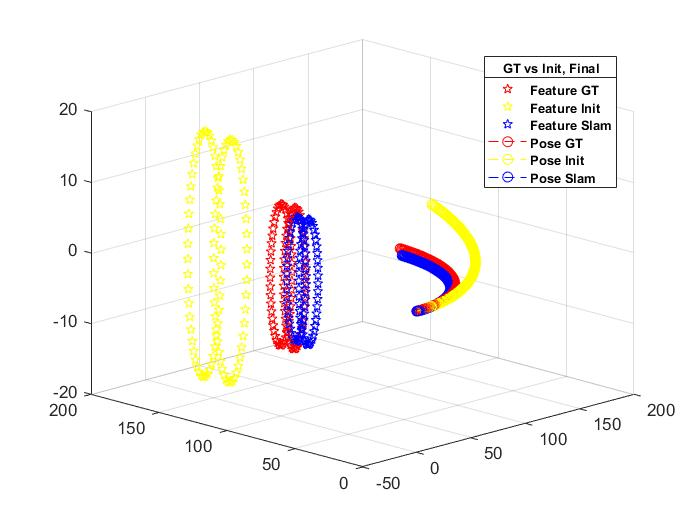 GT vs Init, Final
Feature GT
Feature Init
Feature Slam
Pose GT
Pose Init
Pose Slam
20
10
0
-10
-20
200
150
100
50
0
-50
0
50
100
150
200